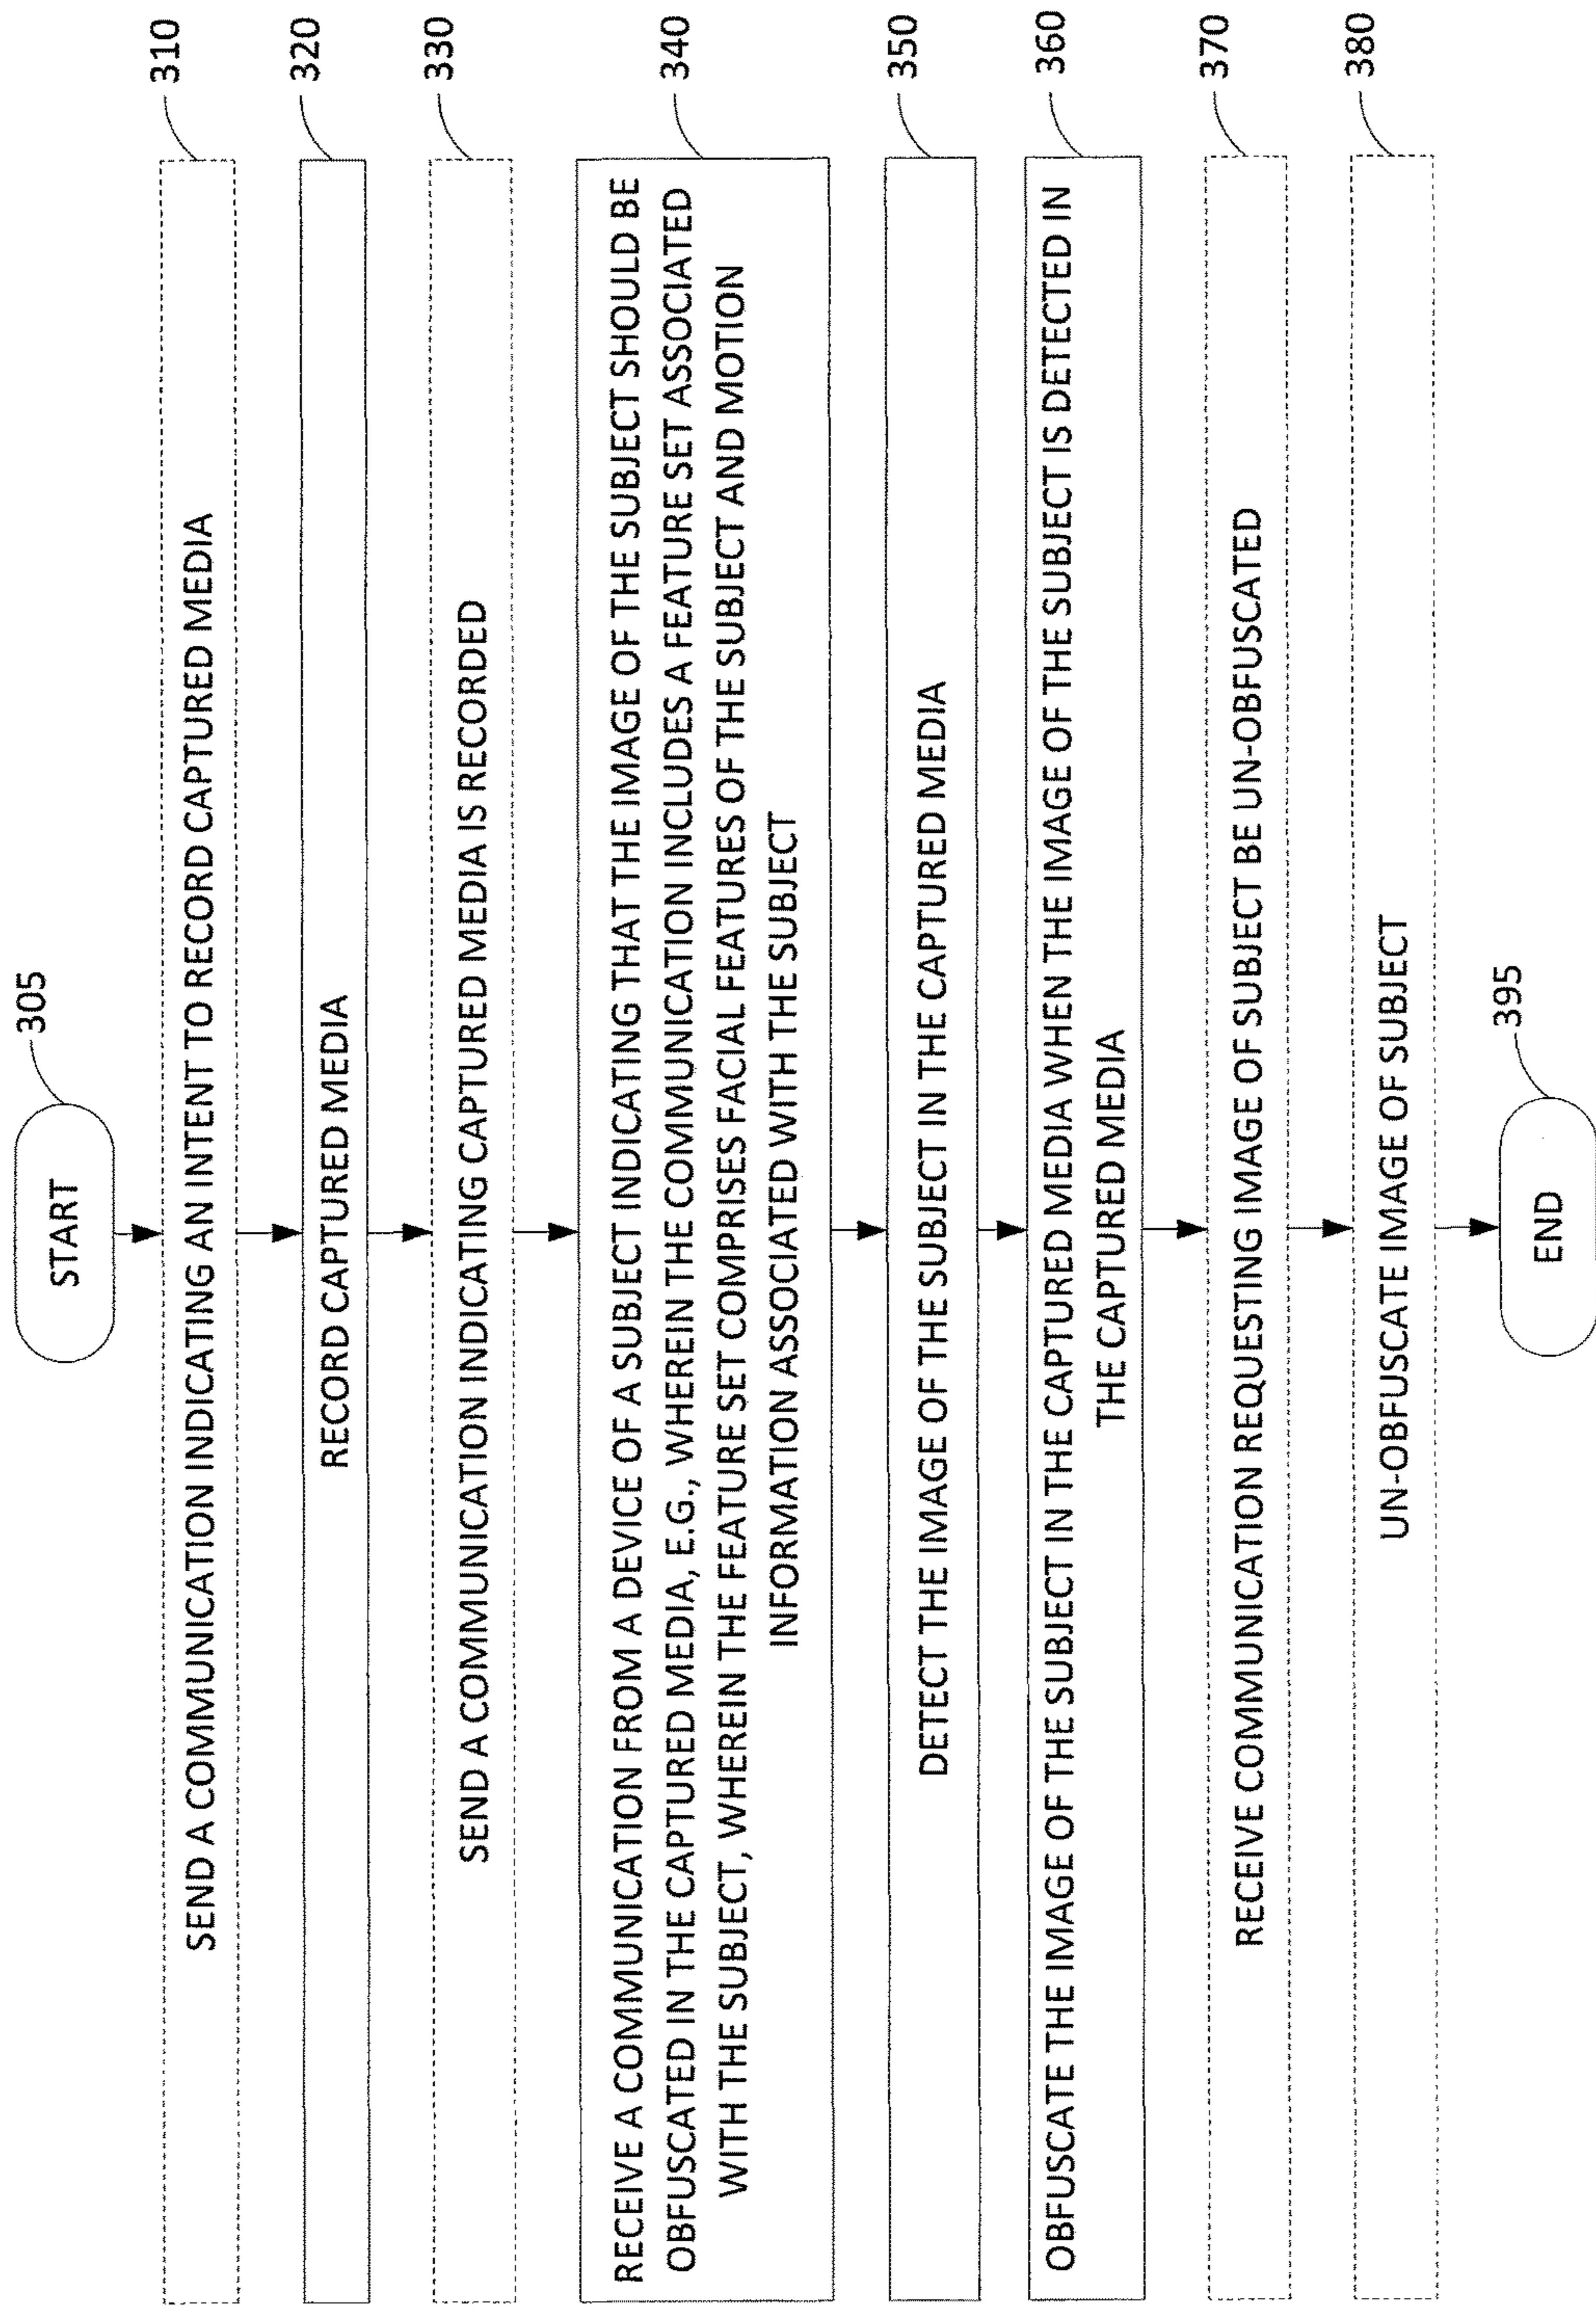 START
305
SEND A COMMUNICATION INDICATING AN INTENT TO RECORD CAPTURED MEDIA
310
RECORD CAPTURED MEDIA
320
SEND A COMMUNICATION INDICATING CAPTURED MEDIA IS RECORDED
330
RECEIVE A COMMUNICATION FROM A DEVICE OF A SUBJECT INDICATING THAT THE IMAGE OF THE SUBJECT SHOULD BE
OBFUSCATED IN THE CAPTURED MEDIA, E.G., WHEREIN THE COMMUNICATION INCLUDES A FEATURE SET ASSOCIATED
WITH THE SUBJECT, WHEREIN THE FEATURE SET COMPRISES FACIAL FEATURES OF THE SUBJECT AND MOTION
INFORMATION ASSOCIATED WITH THE SUBJECT
340
DETECT THE IMAGE OF THE SUBJECT IN THE CAPTURED MEDIA
350
OBFUSCATE THE IMAGE OF THE SUBJECT IN THE CAPTURED MEDIA WHEN THE IMAGE OF THE SUBJECT IS DETECTED IN
THE CAPTURED MEDIA
360
RECEIVE COMMUNICATION REQUESTING IMAGE OF SUBJECT BE UN-OBFUSCATED
370
UN-OBFUSCATE IMAGE OF SUBJECT
380
END
395